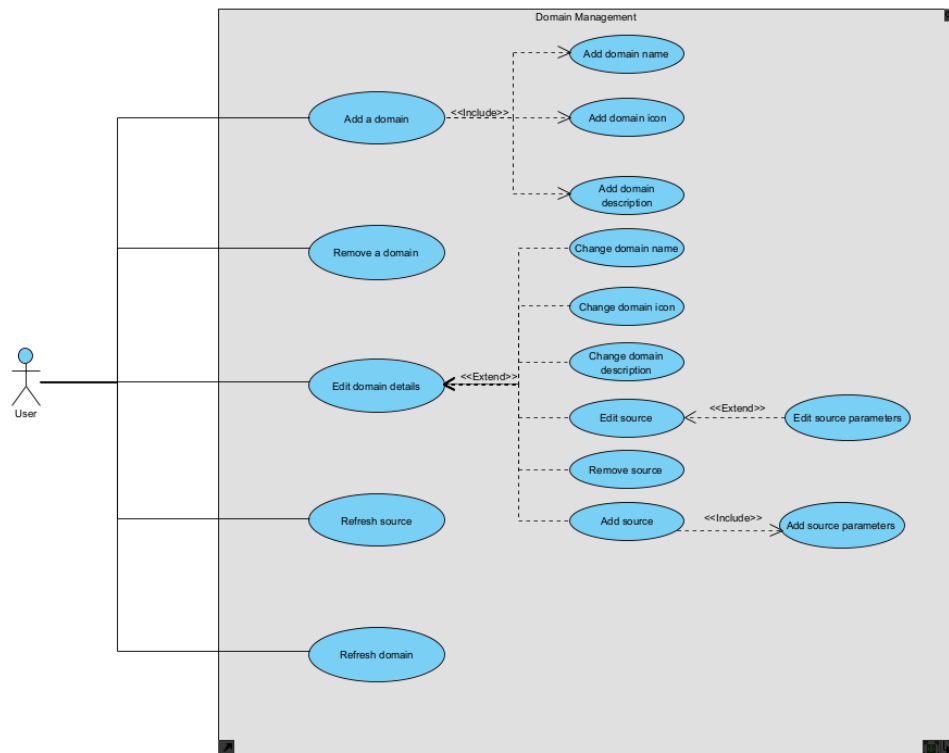 Domain Management
Add domain name
Add a domain
<<Include>>
Add domain icon
Add domain
description
Remove a domain
Change domain name
Change domain icon
Change domain
description
User
Edit domain details
<<Extend>>
Edit source
<<Extend>>
Edit source parameters
Remove source
Refresh source
Add source
<<Include>>
Add source parameters
Refresh domain